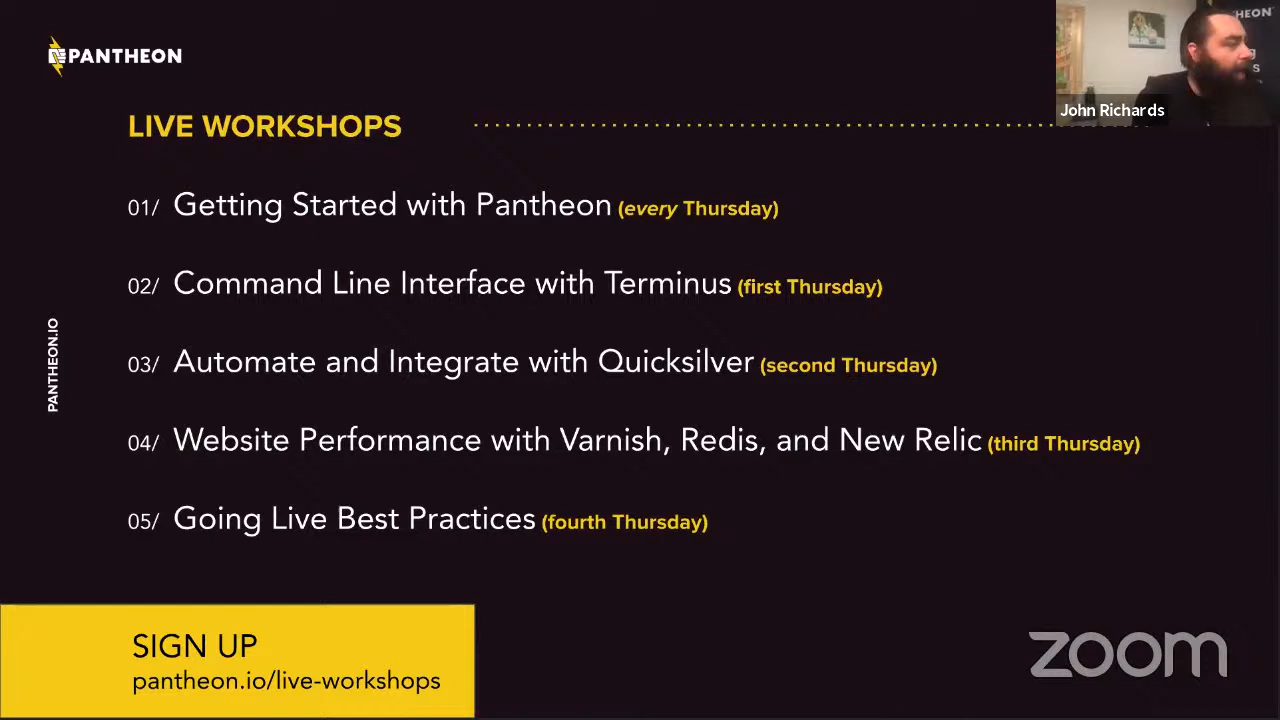 PANTHEON
HEON
John Richards
LIVE WORKSHOPS
01/ Getting Started with Pantheon (every Thursday)
02/ Command Line Interface with Terminus (first Thursday)
03/ Automate and Integrate with Quicksilver (second Thursday)
04/ Website Performance with Varnish, Redis, and New Relic (third Thursday)
05/ Going Live Best Practices (fourth Thursday)
PANTHEON.IO
SIGN UP
pantheon.io/live-workshops
zoom